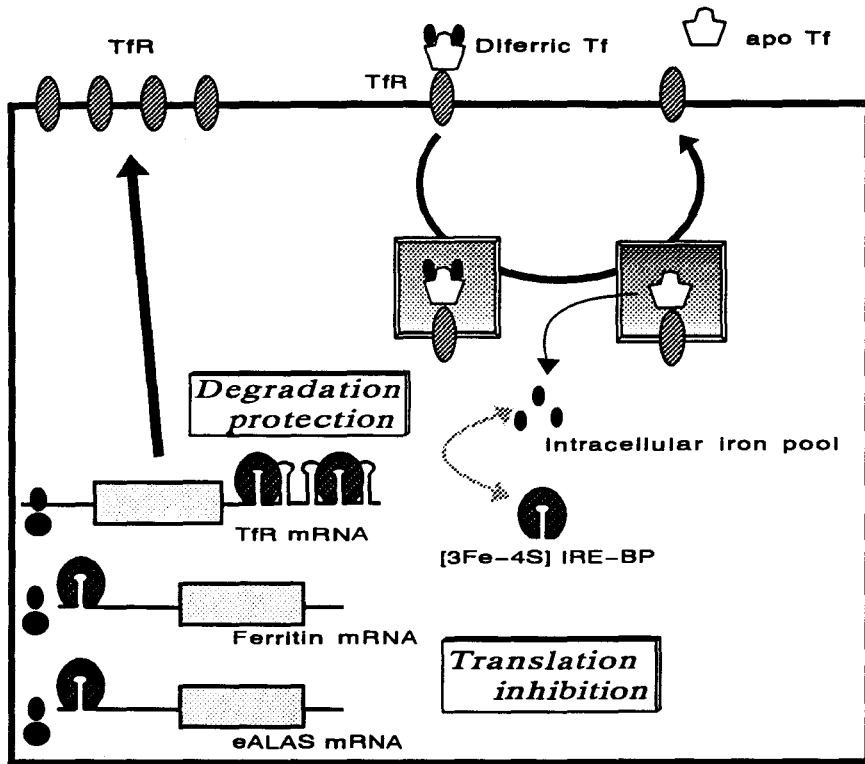 TfR
Diferric Tf
apo Tf
TfR
Degradation
protection
Intracellular iron pool
TfR mRNA
[3Fe-4S] IRE-BP
Ferritin mRNA
Translation
inhibition
eALAS mRNA